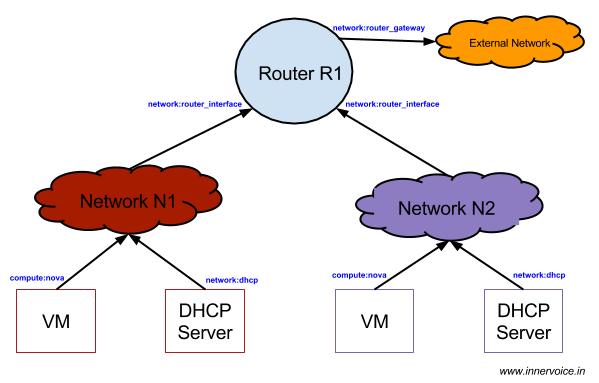 network:router_gateway
External Network
Router R1
network:router_interface
network:router_interface
Network N1
Network N2
compute:nova
network:dhcp
compute:nova
network:dhcp
VM
DHCP
Server
VM
DHCP
Server
www.innervoice.in